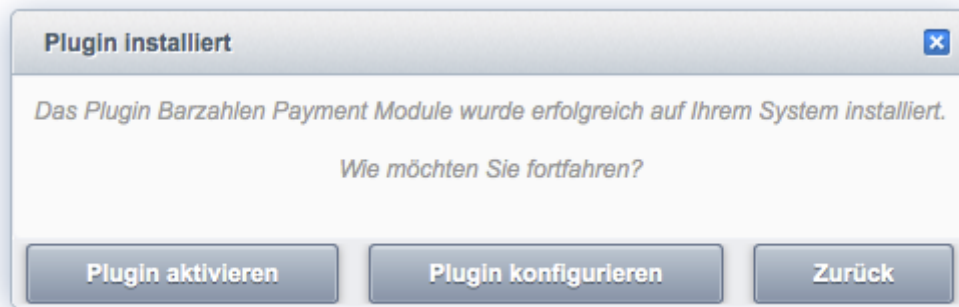 Plugin installiert
Das Plugin Barzahlen Payment Module wurde erfolgreich auf Ihrem System installiert.
Wie möchten Sie fortfahren?
Plugin aktivieren Plugin konfigurieren Zurück